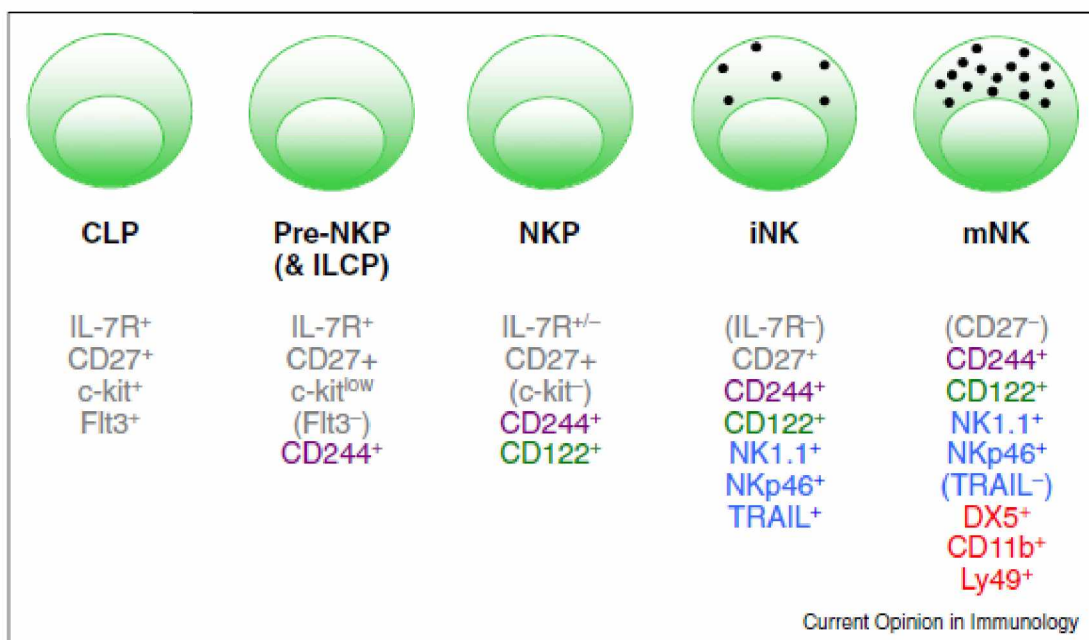 CLP
IL-7R⁺
CD27⁺
c-kit⁺
Flt3⁺
Pre-NKP
(& ILCP)
IL-7R⁺
CD27+
c-kitˡᵒʷ
(Flt3⁻)
CD244⁺
NKP
IL-7R⁺/⁻
CD27+
(c-kit⁻)
CD244⁺
CD122⁺
iNK
(IL-7R⁻)
CD27⁺
CD244⁺
CD122⁺
NK1.1⁺
NKp46⁺
TRAIL⁺
mNK
(CD27⁻)
CD244⁺
CD122⁺
NK1.1⁺
NKp46⁺
(TRAIL⁻)
DX5⁺
CD11b⁺
Ly49⁺
Current Opinion in Immunology